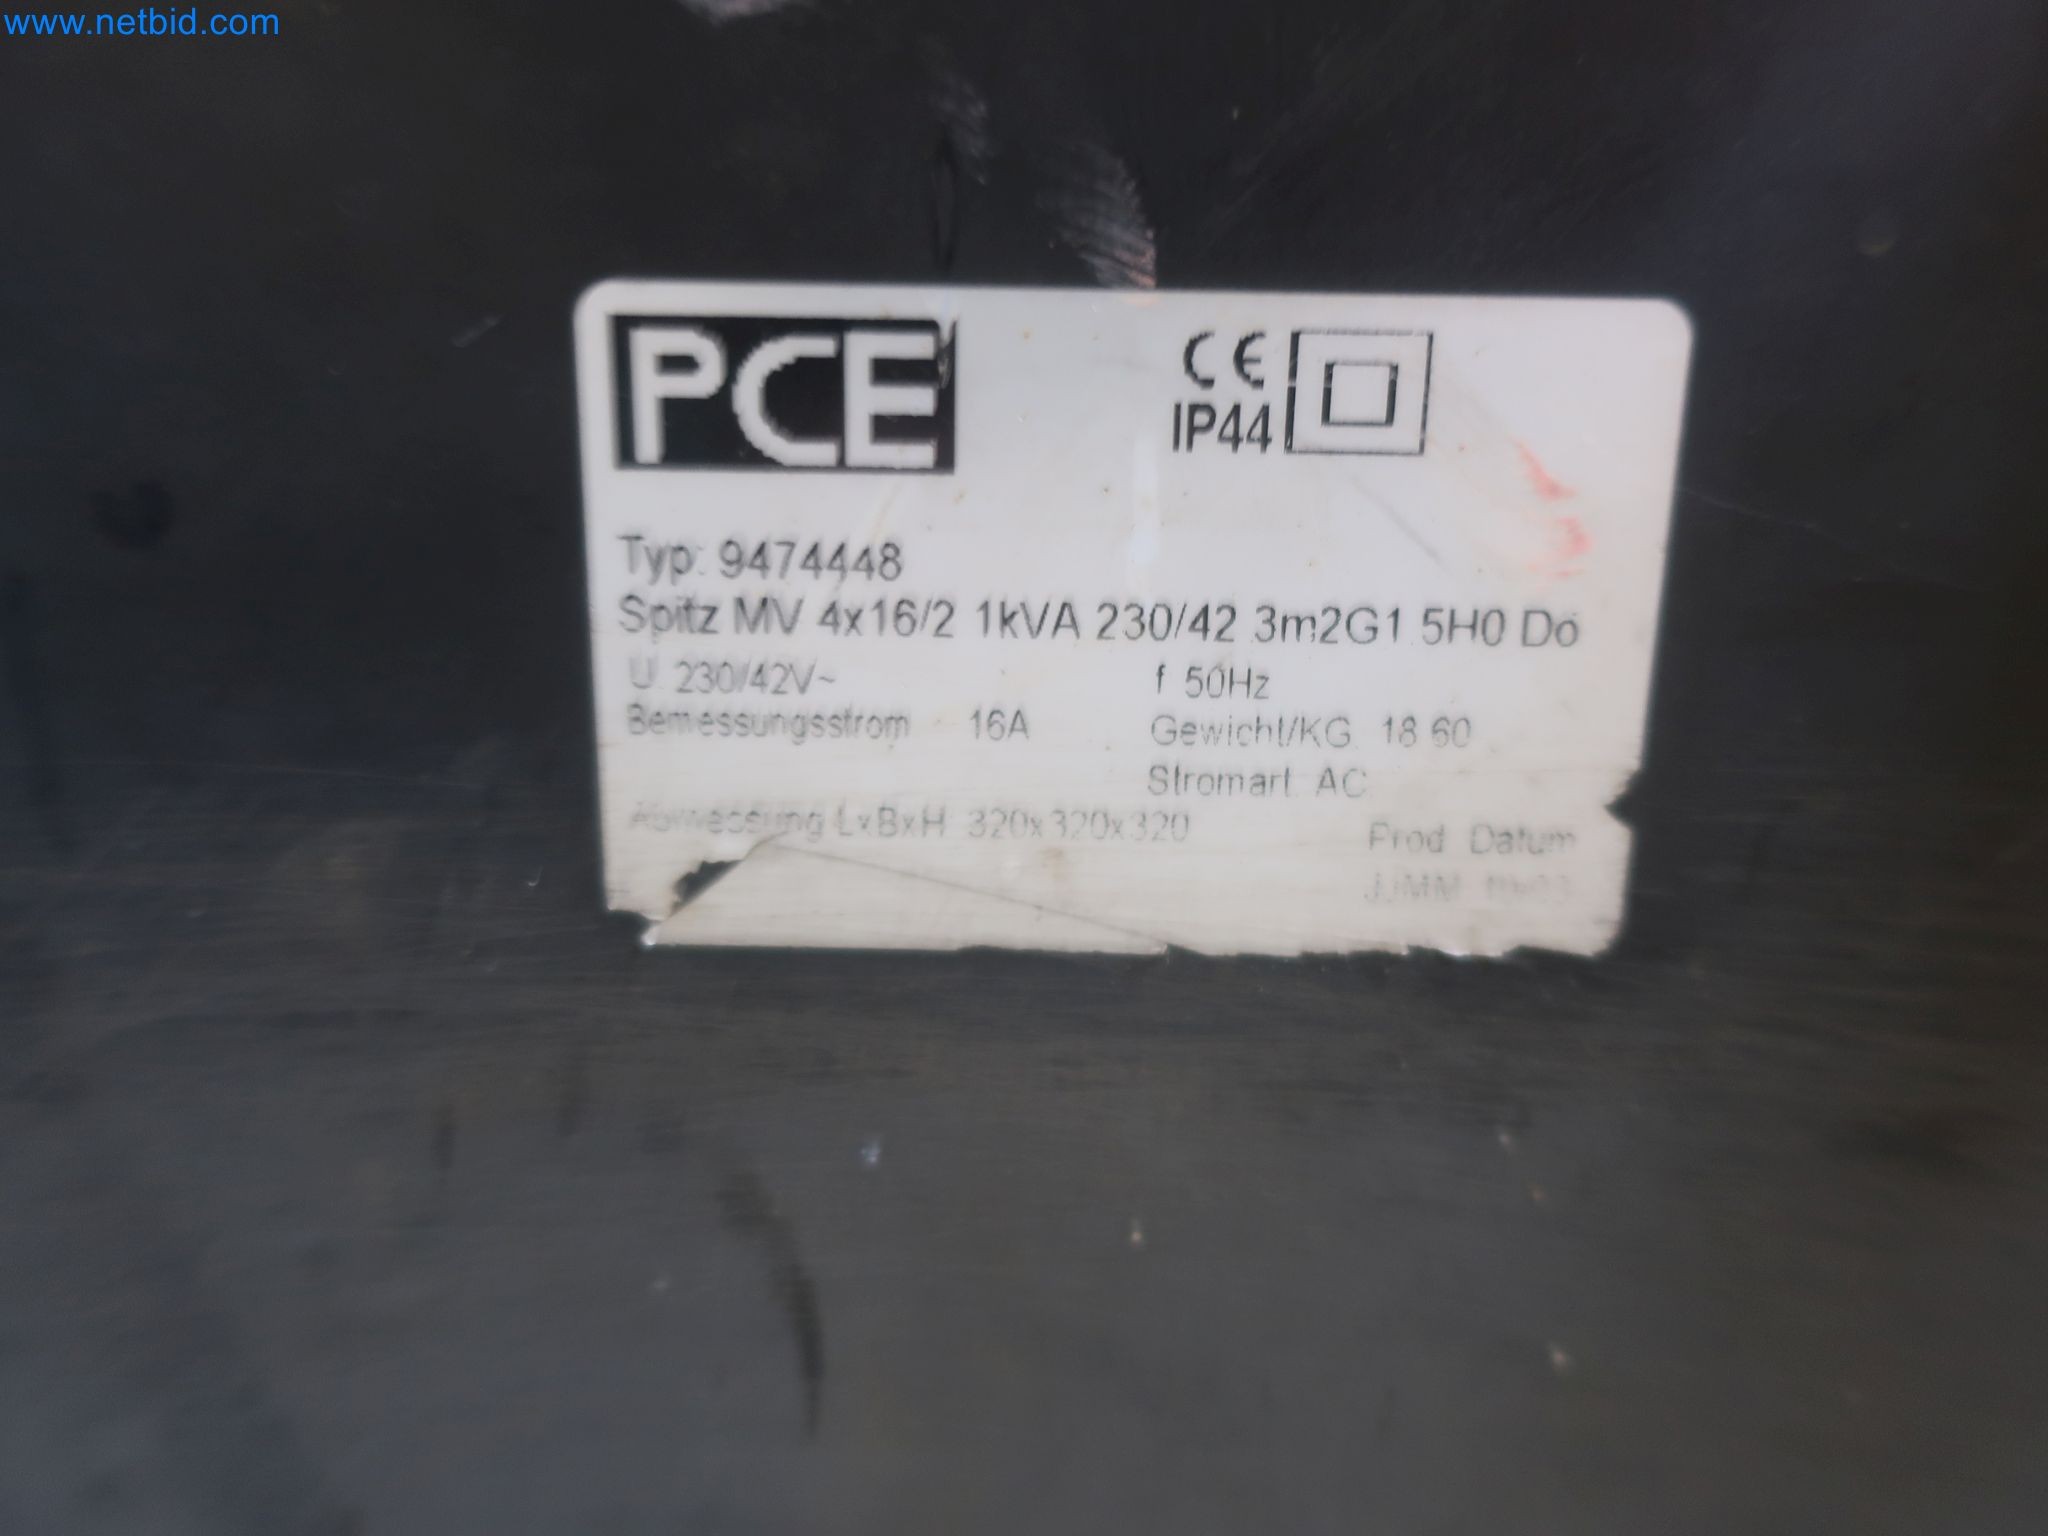 www.netbid.com
PCE
CE
IP44
Typ: 9474448
Spitz MV 4x16/2 1kVA 230/42 3m2G1.5H0 Dö
U 230/42V~ f 50Hz
Bemessungsstrom 16A Gewicht/KG 18.60
Stromart AC
Abmessung LxBxH 320x320x320
Prod Datum
JJMM